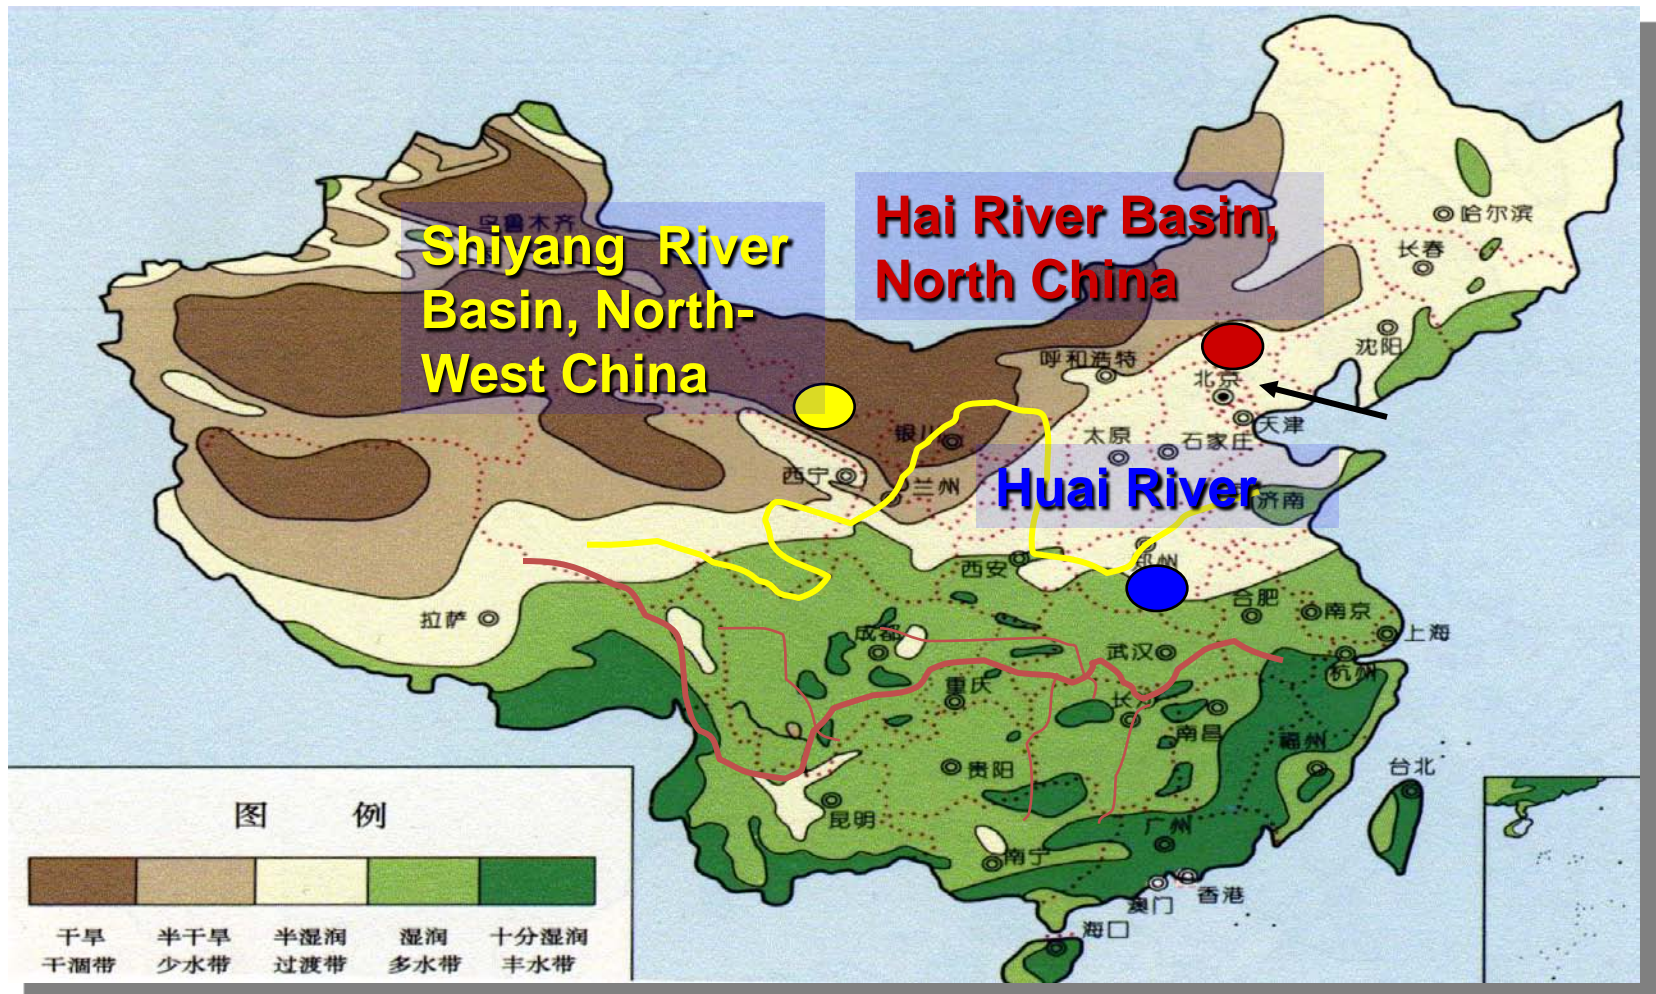 乌鲁木齐
Shiyang River
Basin, North-
West China
Hai River Basin,
North China
哈尔滨
长春
沈阳
呼和浩特
北京
天津
银川
太原
石家庄
西宁
兰州
Huai River
济南
郑州
西安
拉萨
合肥
南京
上海
成都
武汉
杭州
重庆
长
南昌
贵阳
福州
台北
昆明
广州
南宁
香港
澳门
海口
图 例
干旱
干涸带
半干旱
少水带
半湿润
过渡带
湿润
多水带
十分湿润
丰水带